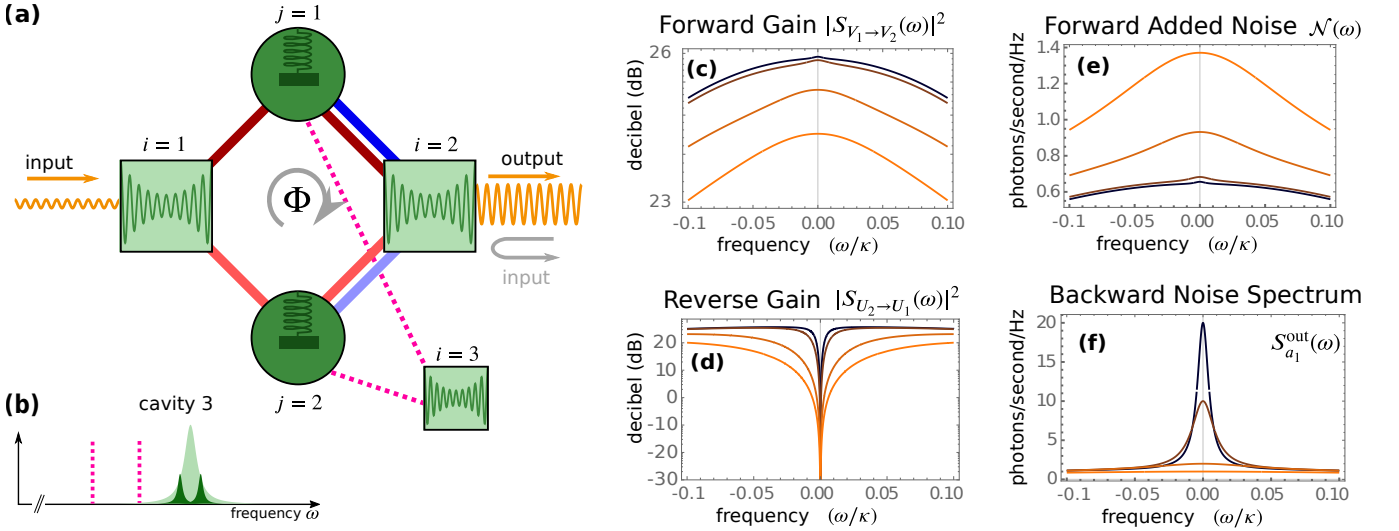 (a)
j = 1
i = 1
i = 2
input
output
Φ
input
i = 3
j = 2
(b)
cavity 3
frequency ω
Forward Gain |S_{V₁→V₂}(ω)|²
26
(c)
decibel (dB)
23
-0.10 -0.05 0.00 0.05 0.10
frequency (ω/κ)
Reverse Gain |S_{U₂→U₁}(ω)|²
20
(d)
10
0
decibel (dB)
-10
-20
-30
-0.1 -0.05 0.00 0.05 0.10
frequency (ω/κ)
Forward Added Noise 𝒩(ω)
1.4
(e)
1.2
1.0
photons/second/Hz
0.8
0.6
-0.1 -0.05 0.00 0.05 0.10
frequency (ω/κ)
Backward Noise Spectrum
20
(f)
S_{a₁}^{out}(ω)
15
photons/second/Hz
10
5
0
-0.1 -0.05 0.00 0.05 0.10
frequency (ω/κ)